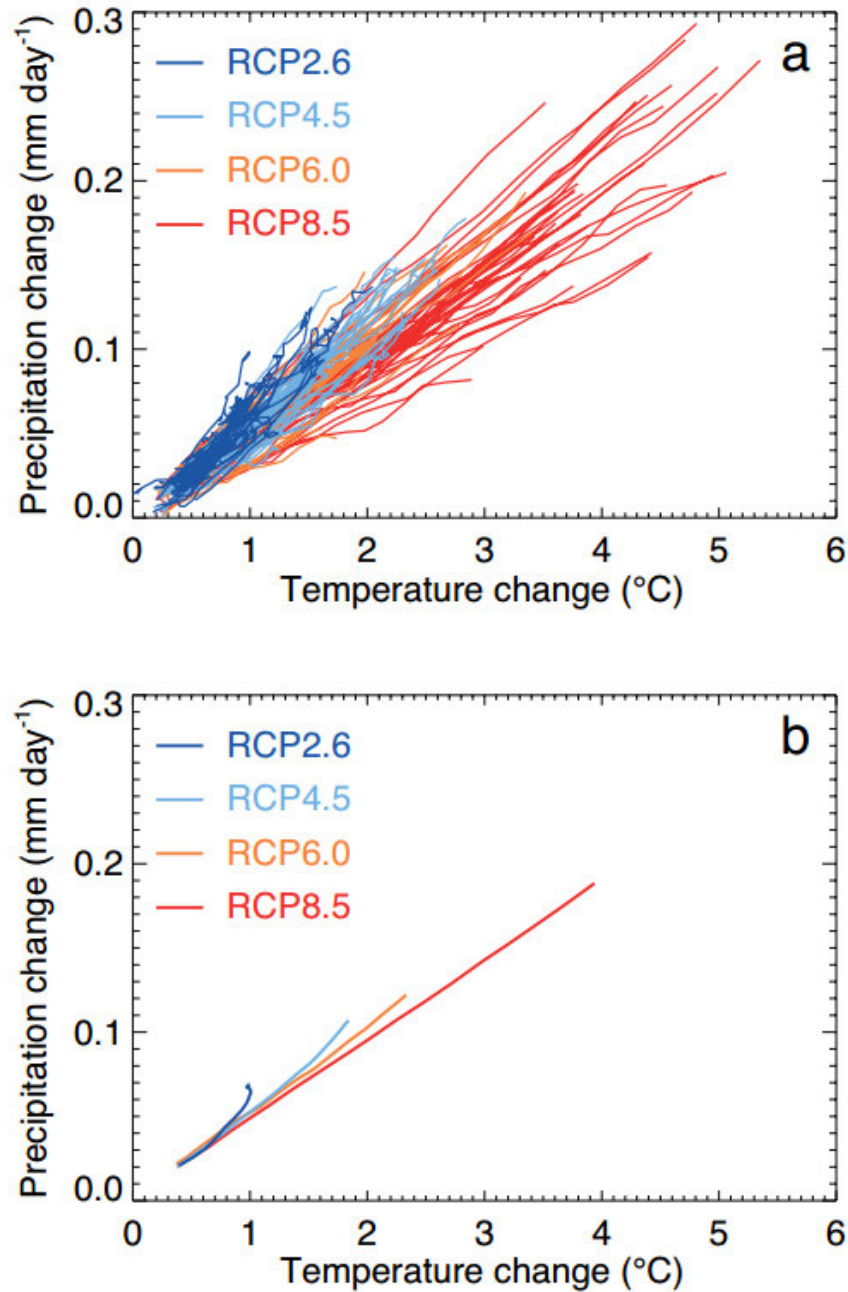 0.3
RCP2.6
a
RCP4.5
0.2
RCP6.0
RCP8.5
0.1
0.0
Precipitation change (mm day⁻¹)
0 1 2 3 4 5 6
Temperature change (°C)
0.3
RCP2.6
b
RCP4.5
0.2
RCP6.0
RCP8.5
0.1
0.0
Precipitation change (mm day⁻¹)
0 1 2 3 4 5 6
Temperature change (°C)